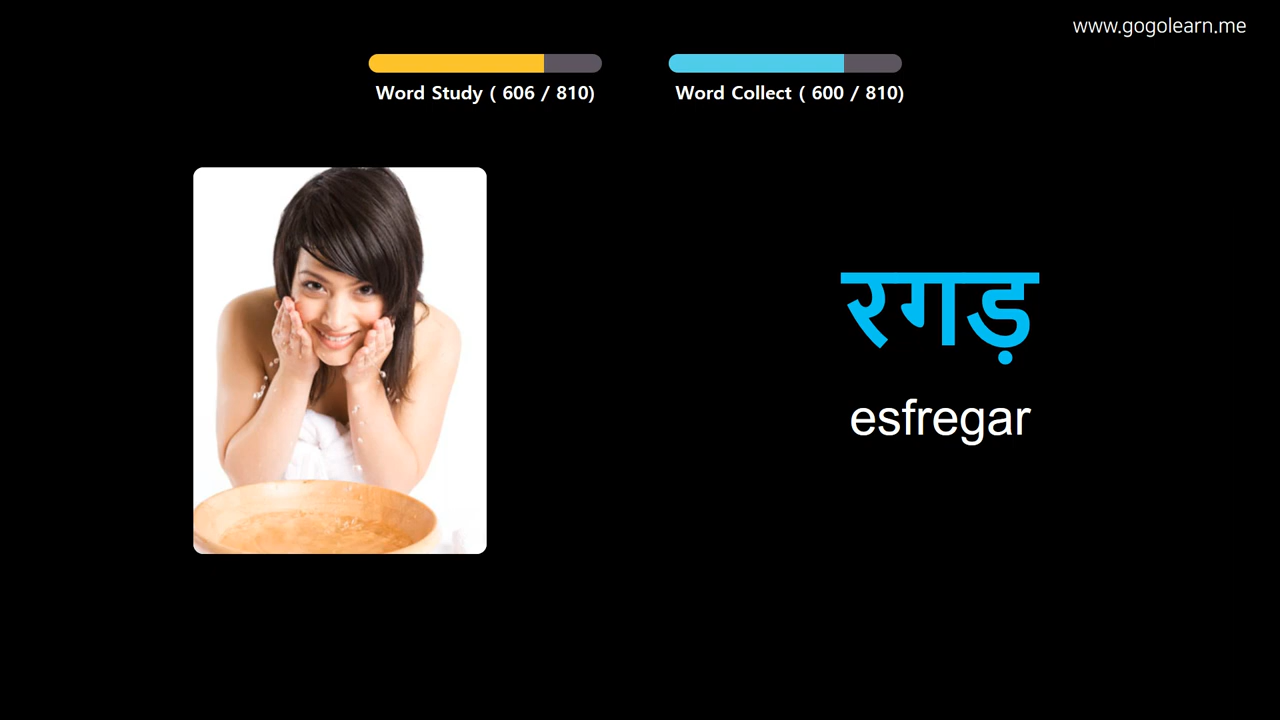 www.gogolearn.me
Word Study ( 606 / 810)
Word Collect ( 600 / 810)
रगड़
esfregar